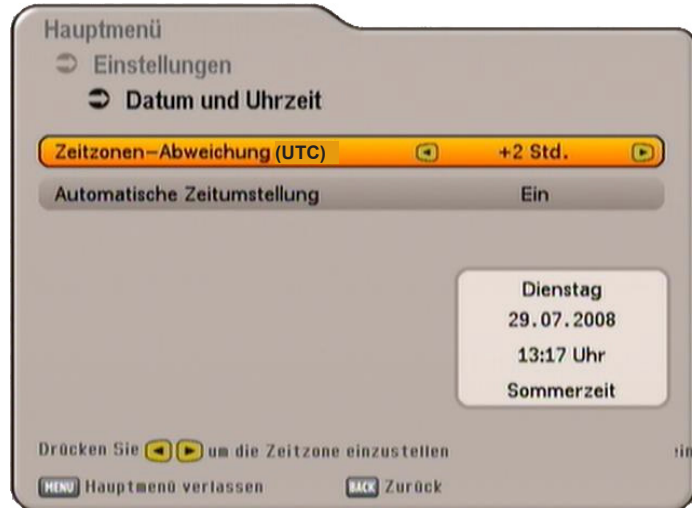 Hauptmenü
Einstellungen
Datum und Uhrzeit
Zeitzonen-Abweichung (UTC) +2 Std.
Automatische Zeitumstellung Ein
Dienstag
29.07.2008
13:17 Uhr
Sommerzeit
Drücken Sie um die Zeitzone einzustellen
MENU Hauptmenü verlassen BACK Zurück